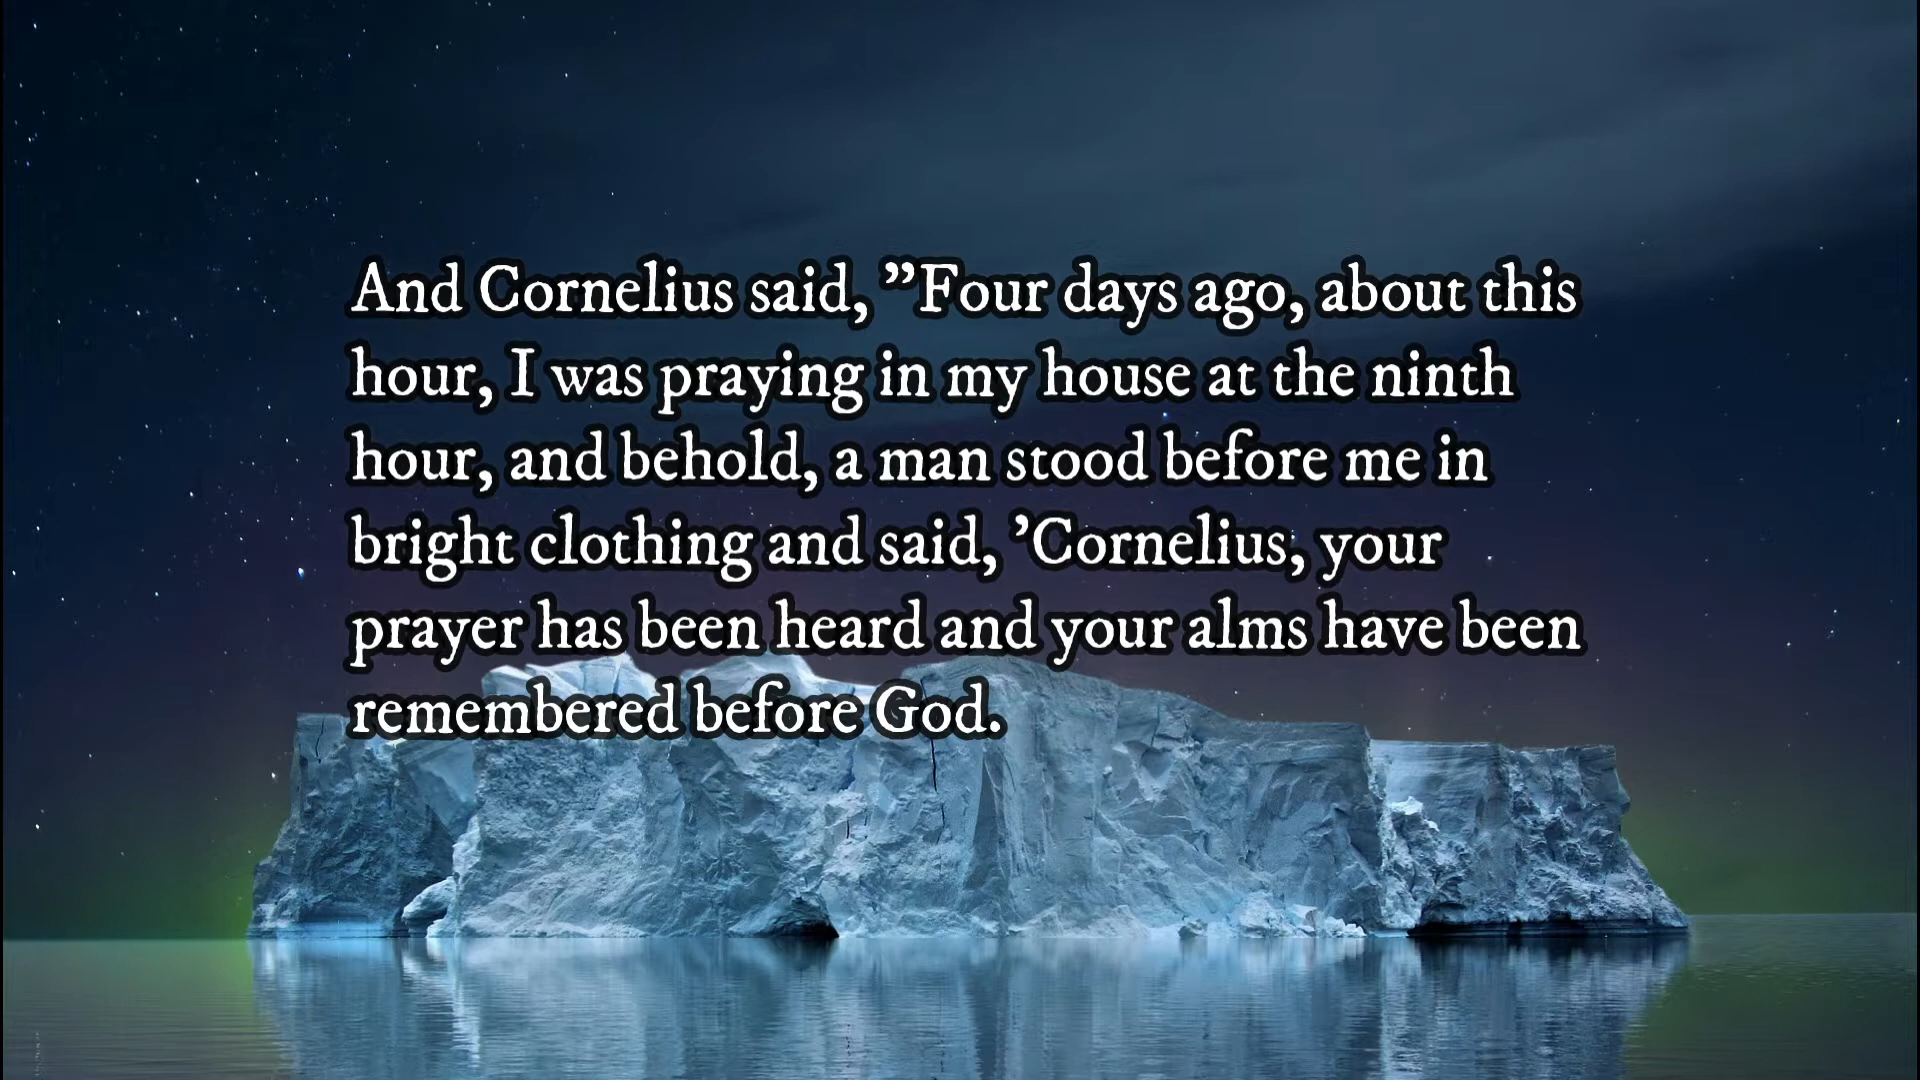 And Cornelius said, ”Four days ago, about this
hour, I was praying in my house at the ninth
hour, and behold, a man stood before me in
bright clothing and said, ’Cornelius, your
prayer has been heard and your alms have been
remembered before God.